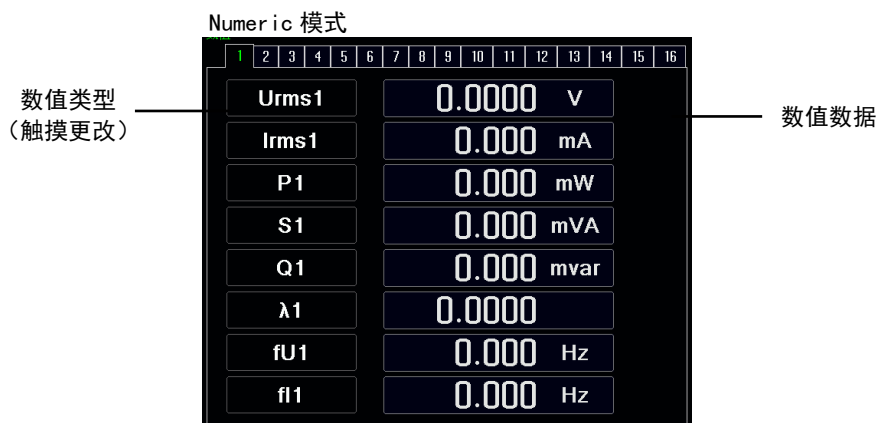 Numeric 模式
数值
1 2 3 4 5 6 7 8 9 10 11 12 13 14 15 16
数值类型
（触摸更改）
数值数据
Urms1 0.0000 V
Irms1 0.000 mA
P1 0.000 mW
S1 0.000 mVA
Q1 0.000 mvar
λ1 0.0000
fU1 0.000 Hz
fI1 0.000 Hz